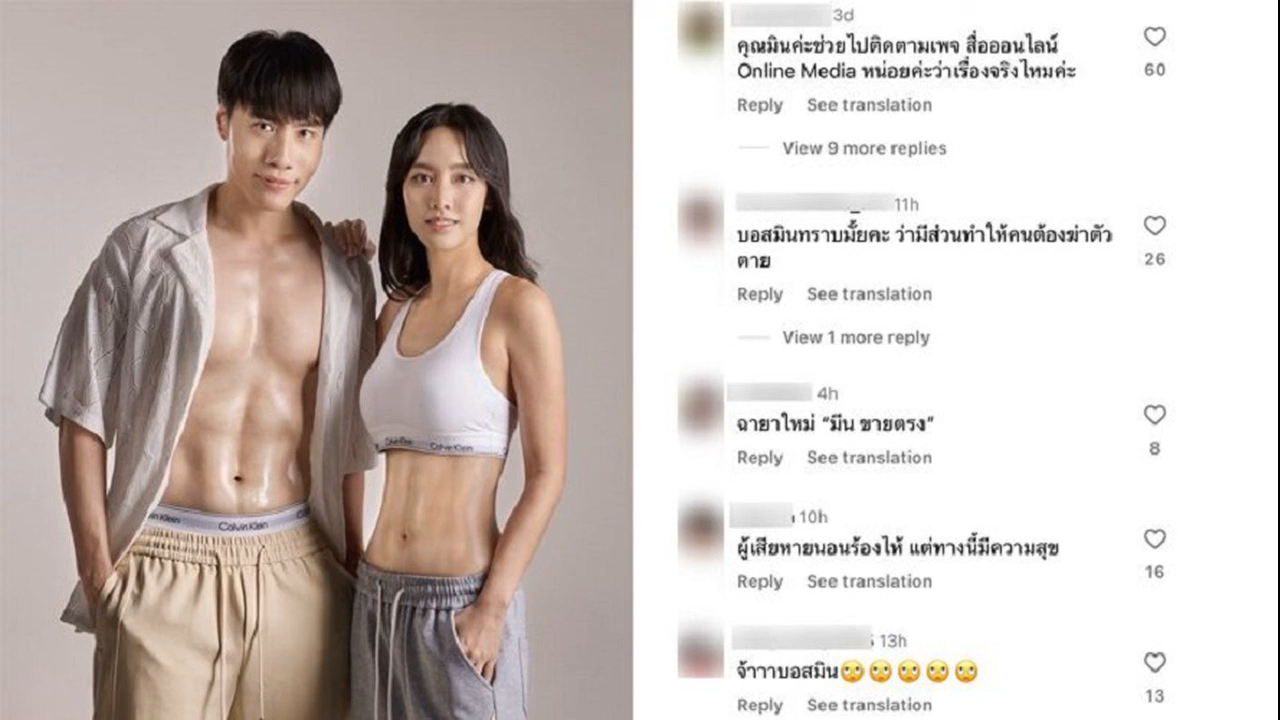 Calvin Klein
Calvin Klein
Calvin Klein
3d
คุณมินค่ะช่วยไปติดตามเพจ สื่อออนไลน์
Online Media หน่อยค่ะว่าเรื่องจริงไหมค่ะ
60
Reply See translation
View 9 more replies
11h
บอสมินทราบมั้ยคะ ว่ามีส่วนทำให้คนต้องฆ่าตัว
ตาย
26
Reply See translation
View 1 more reply
4h
ฉายาใหม่ “มีน ขายตรง”
8
Reply See translation
10h
ผู้เสียหายนอนร้องไห้ แต่ทางนี้มีความสุข
16
Reply See translation
13h
จ้าาาบอสมิน🙄🙄🙄🙄🙄
13
Reply See translation